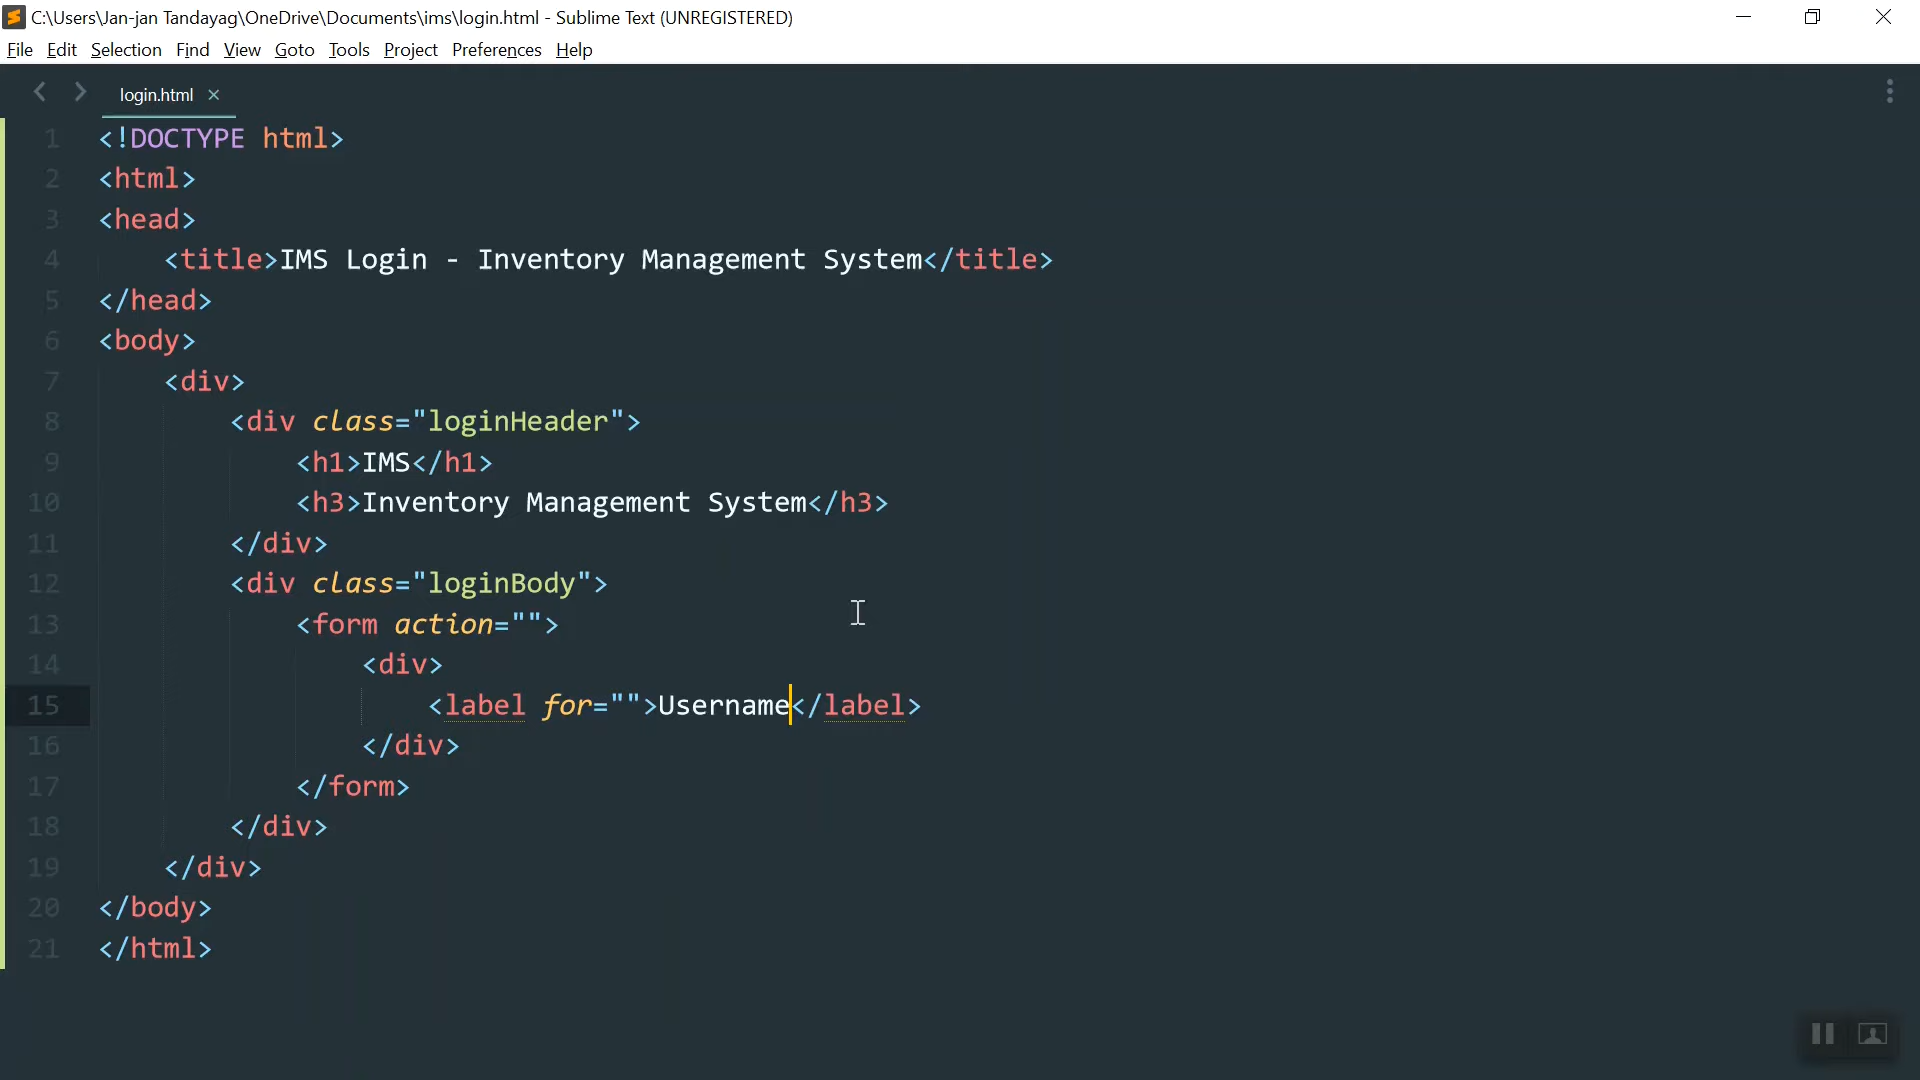 C:\Users\Jan-jan Tandayag\OneDrive\Documents\ims\login.html - Sublime Text (UNREGISTERED)
File Edit Selection Find View Goto Tools Project Preferences Help
login.html
1 <!DOCTYPE html>
2 <html>
3 <head>
4 <title>IMS Login - Inventory Management System</title>
5 </head>
6 <body>
7 <div>
8 <div class="loginHeader">
9 <h1>IMS</h1>
10 <h3>Inventory Management System</h3>
11 </div>
12 <div class="loginBody">
13 <form action="">
14 <div>
15 <label for="">Username</label>
16 </div>
17 </form>
18 </div>
19 </div>
20 </body>
21 </html>